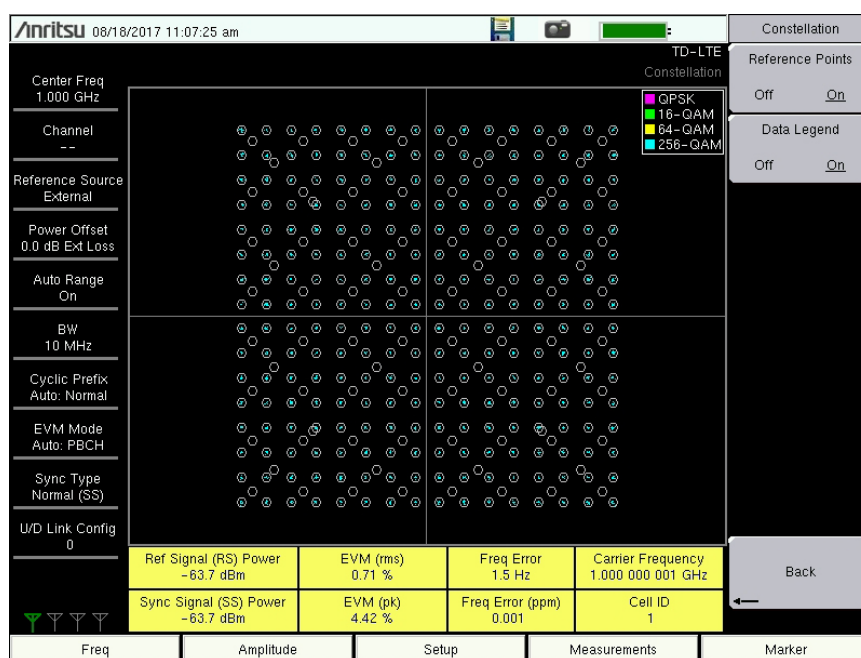 Anritsu 08/18/2017 11:07:25 am
TD-LTE
Constellation
Center Freq
1.000 GHz
Channel
--
Reference Source
External
Power Offset
0.0 dB Ext Loss
Auto Range
On
BW
10 MHz
Cyclic Prefix
Auto: Normal
EVM Mode
Auto: PBCH
Sync Type
Normal (SS)
U/D Link Config
0
QPSK
16-QAM
64-QAM
256-QAM
Ref Signal (RS) Power
-63.7 dBm
EVM (rms)
0.71 %
Freq Error
1.5 Hz
Carrier Frequency
1.000 000 001 GHz
Sync Signal (SS) Power
-63.7 dBm
EVM (pk)
4.42 %
Freq Error (ppm)
0.001
Cell ID
1
Constellation
Reference Points
Off On
Data Legend
Off On
Back
Freq Amplitude Setup Measurements Marker